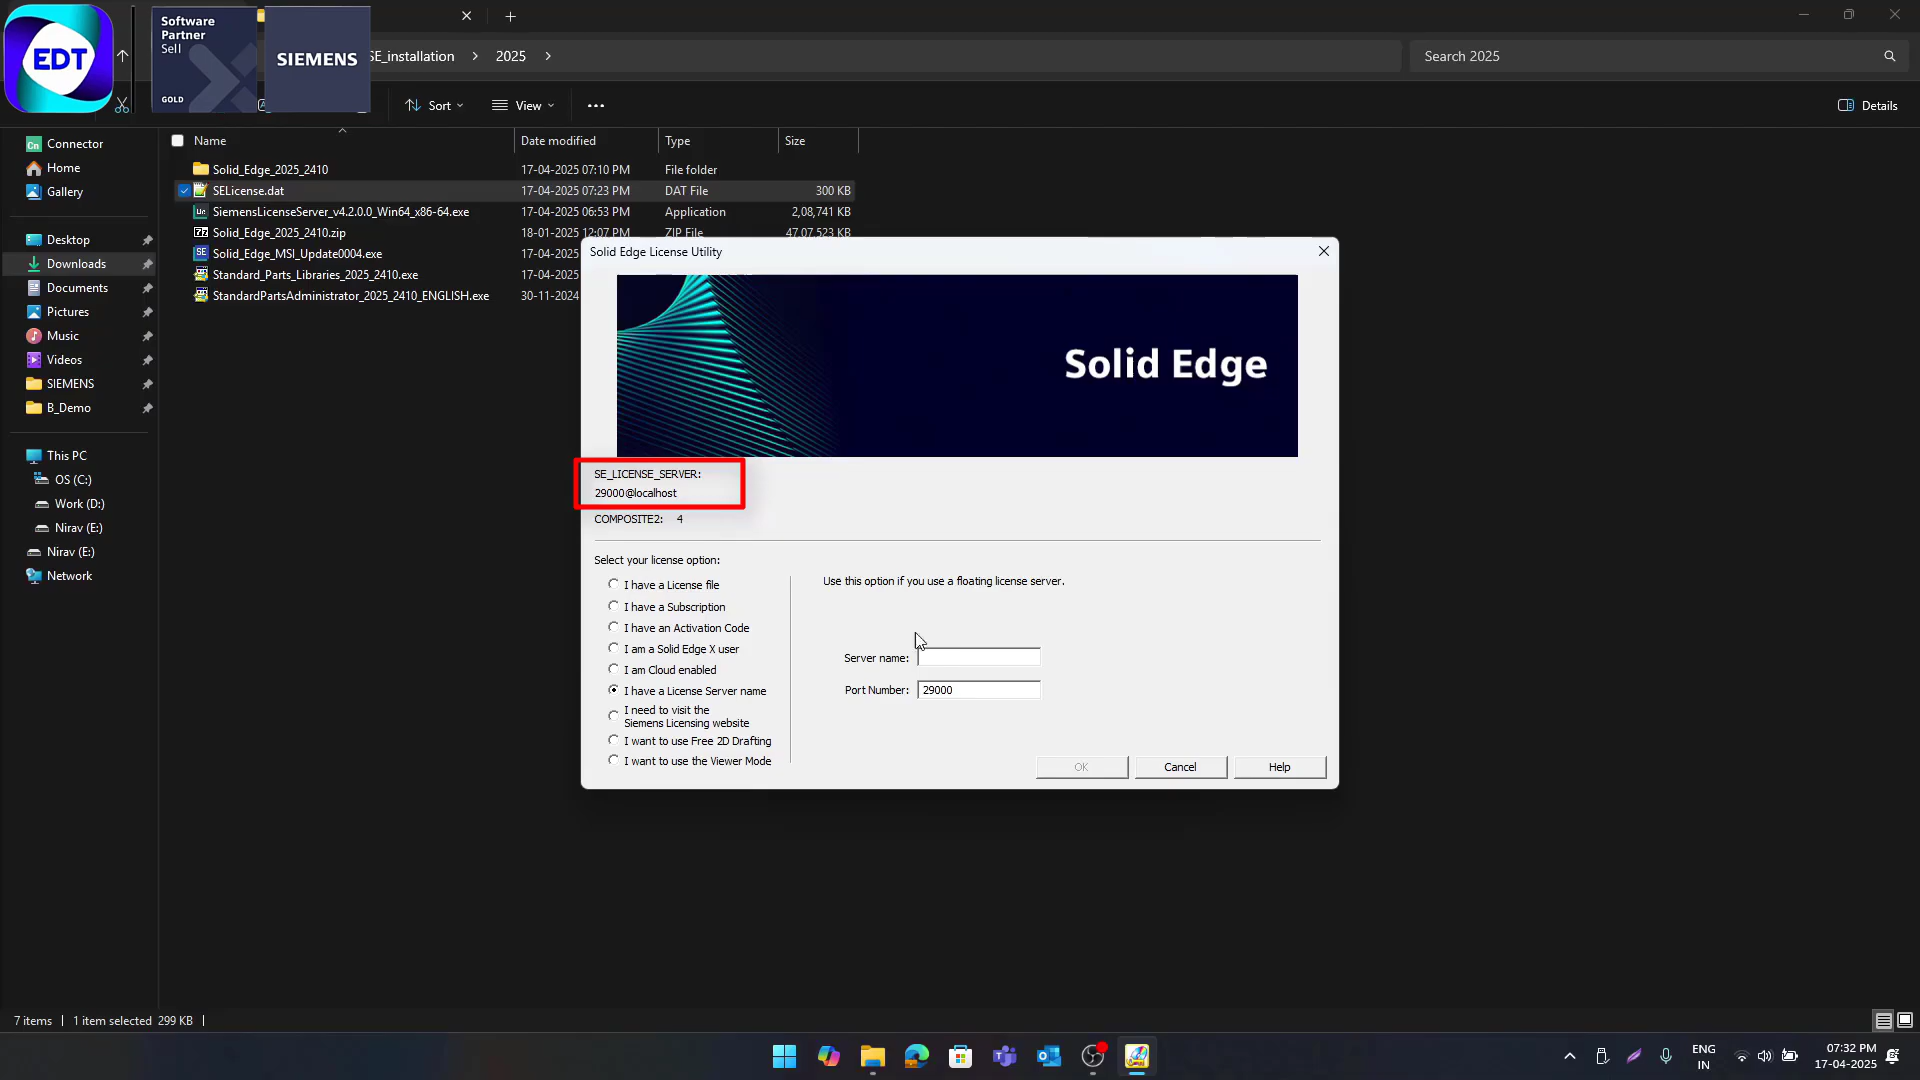 EDT
Software
Partner
Sell
GOLD
SIEMENS
SE_installation
2025
Search 2025
Sort
View
Details
Name
Date modified
Type
Size
Connector
Home
Gallery
Desktop
Downloads
Documents
Pictures
Music
Videos
SIEMENS
B_Demo
This PC
OS (C:)
Work (D:)
Nirav (E:)
Nirav (E:)
Network
Solid_Edge_2025_2410 17-04-2025 07:10 PM File folder
SELicense.dat 17-04-2025 07:23 PM DAT File 300 KB
SiemensLicenseServer_v4.2.0.0_Win64_x86-64.exe 17-04-2025 06:53 PM Application 2,08,741 KB
Solid_Edge_2025_2410.zip 18-01-2025 12:07 PM ZIP File 47,07,523 KB
Solid_Edge_MSI_Update0004.exe 17-04-2025
Standard_Parts_Libraries_2025_2410.exe 17-04-2025
StandardPartsAdministrator_2025_2410_ENGLISH.exe 30-11-2024
Solid Edge License Utility
Solid Edge
SE_LICENSE_SERVER:
29000@localhost
COMPOSITE2: 4
Select your license option:
I have a License file
I have a Subscription
I have an Activation Code
I am a Solid Edge X user
I am Cloud enabled
I have a License Server name
I need to visit the
Siemens Licensing website
I want to use Free 2D Drafting
I want to use the Viewer Mode
Use this option if you use a floating license server.
Server name:
Port Number: 29000
OK
Cancel
Help
7 items
1 item selected 299 KB
ENG
IN
07:32 PM
17-04-2025